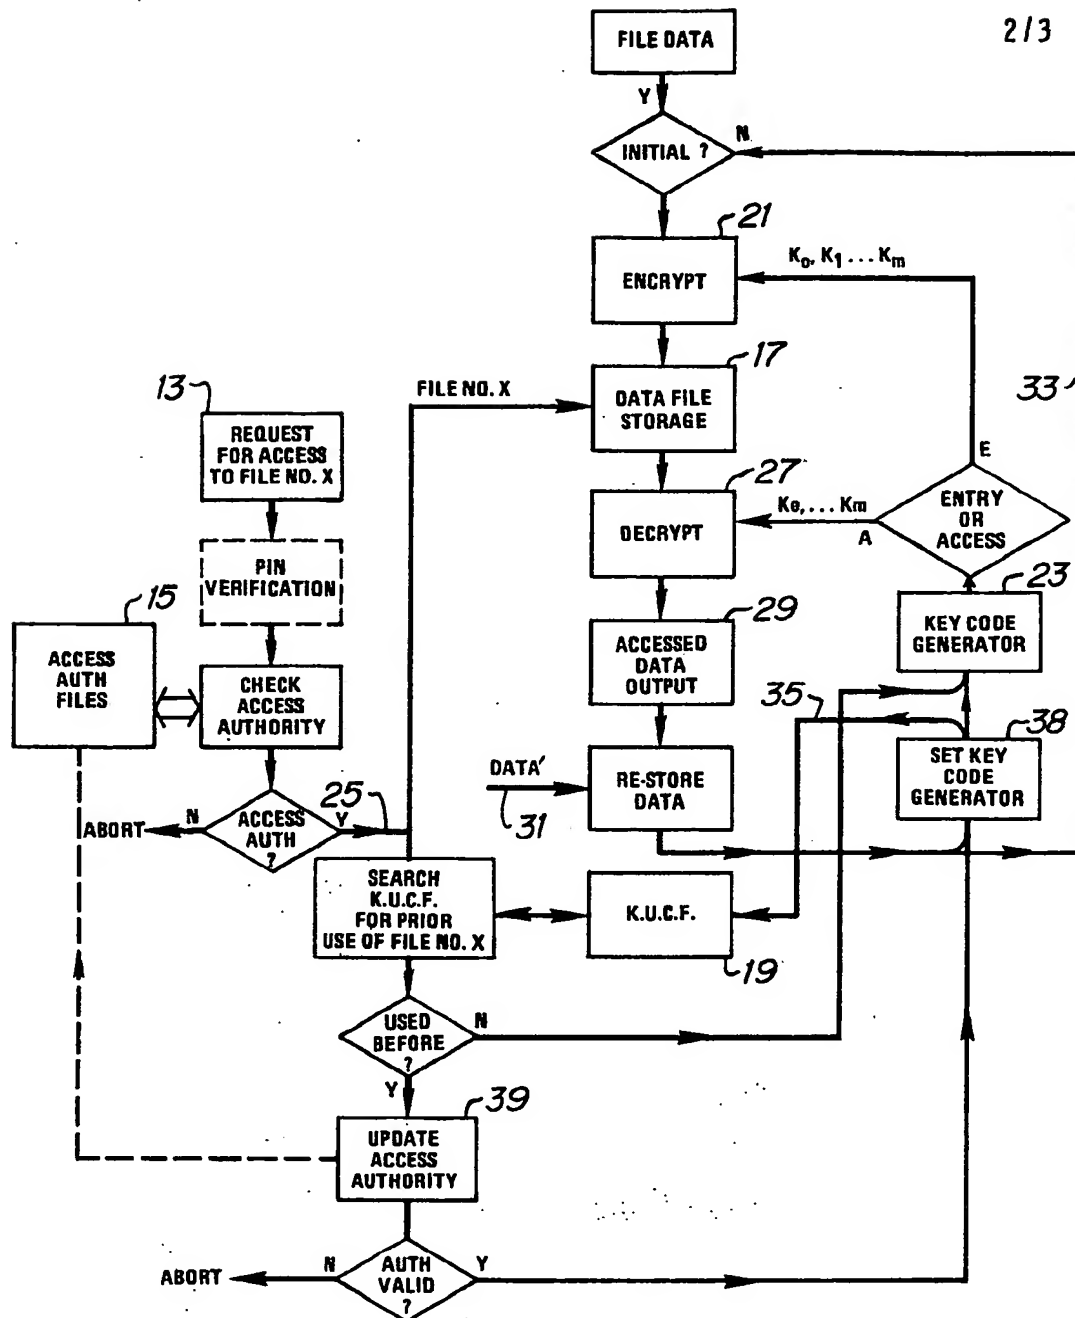 2/3
FILE DATA
Y
INITIAL ?
N
21
ENCRYPT
K₀, K₁ ... Kₘ
17
DATA FILE
STORAGE
FILE NO. X
33
13
REQUEST
FOR ACCESS
TO FILE NO. X
27
DECRYPT
Ko, ... Km
A
E
ENTRY
OR
ACCESS
PIN
VERIFICATION
15
ACCESS
AUTH
FILES
CHECK
ACCESS
AUTHORITY
29
ACCESSED
DATA
OUTPUT
23
KEY CODE
GENERATOR
35
38
SET KEY
CODE
GENERATOR
DATA'
31
RE-STORE
DATA
ABORT
N
ACCESS
AUTH
?
Y
25
SEARCH
K.U.C.F.
FOR PRIOR
USE OF FILE NO. X
K.U.C.F.
19
USED
BEFORE
?
N
Y
39
UPDATE
ACCESS
AUTHORITY
ABORT
N
AUTH
VALID
?
Y